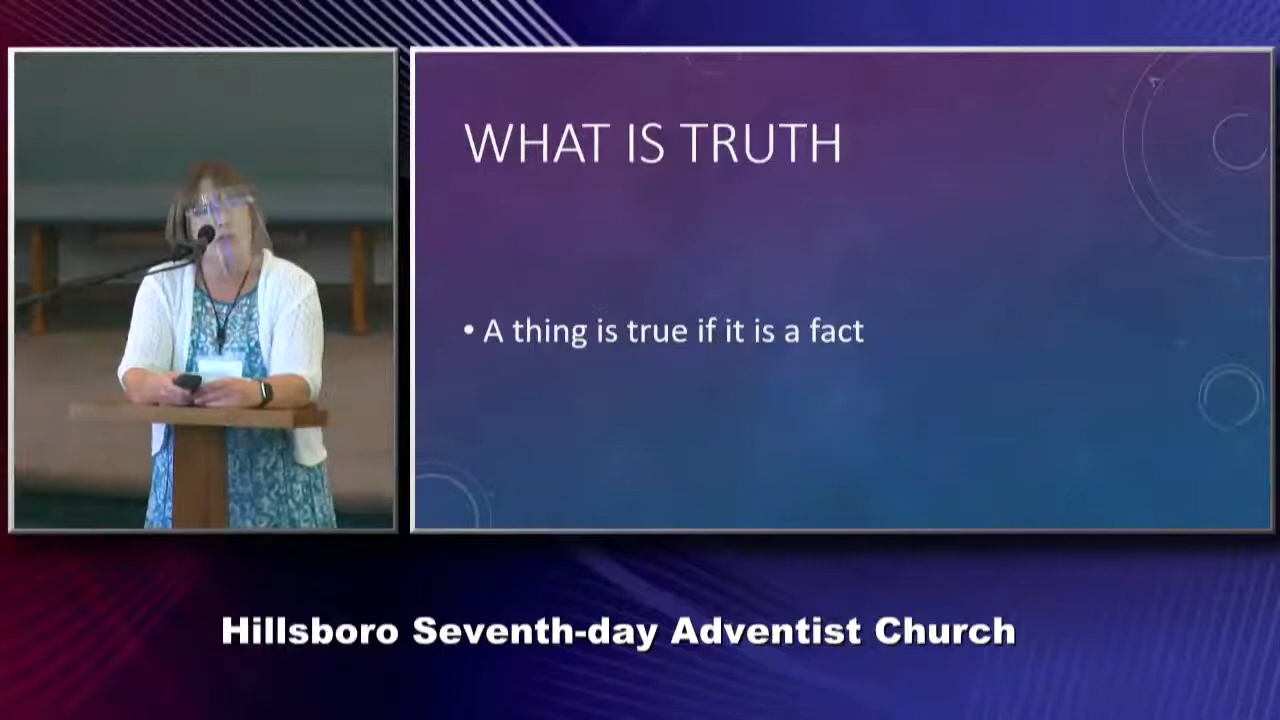 WHAT IS TRUTH
• A thing is true if it is a fact
Hillsboro Seventh-day Adventist Church